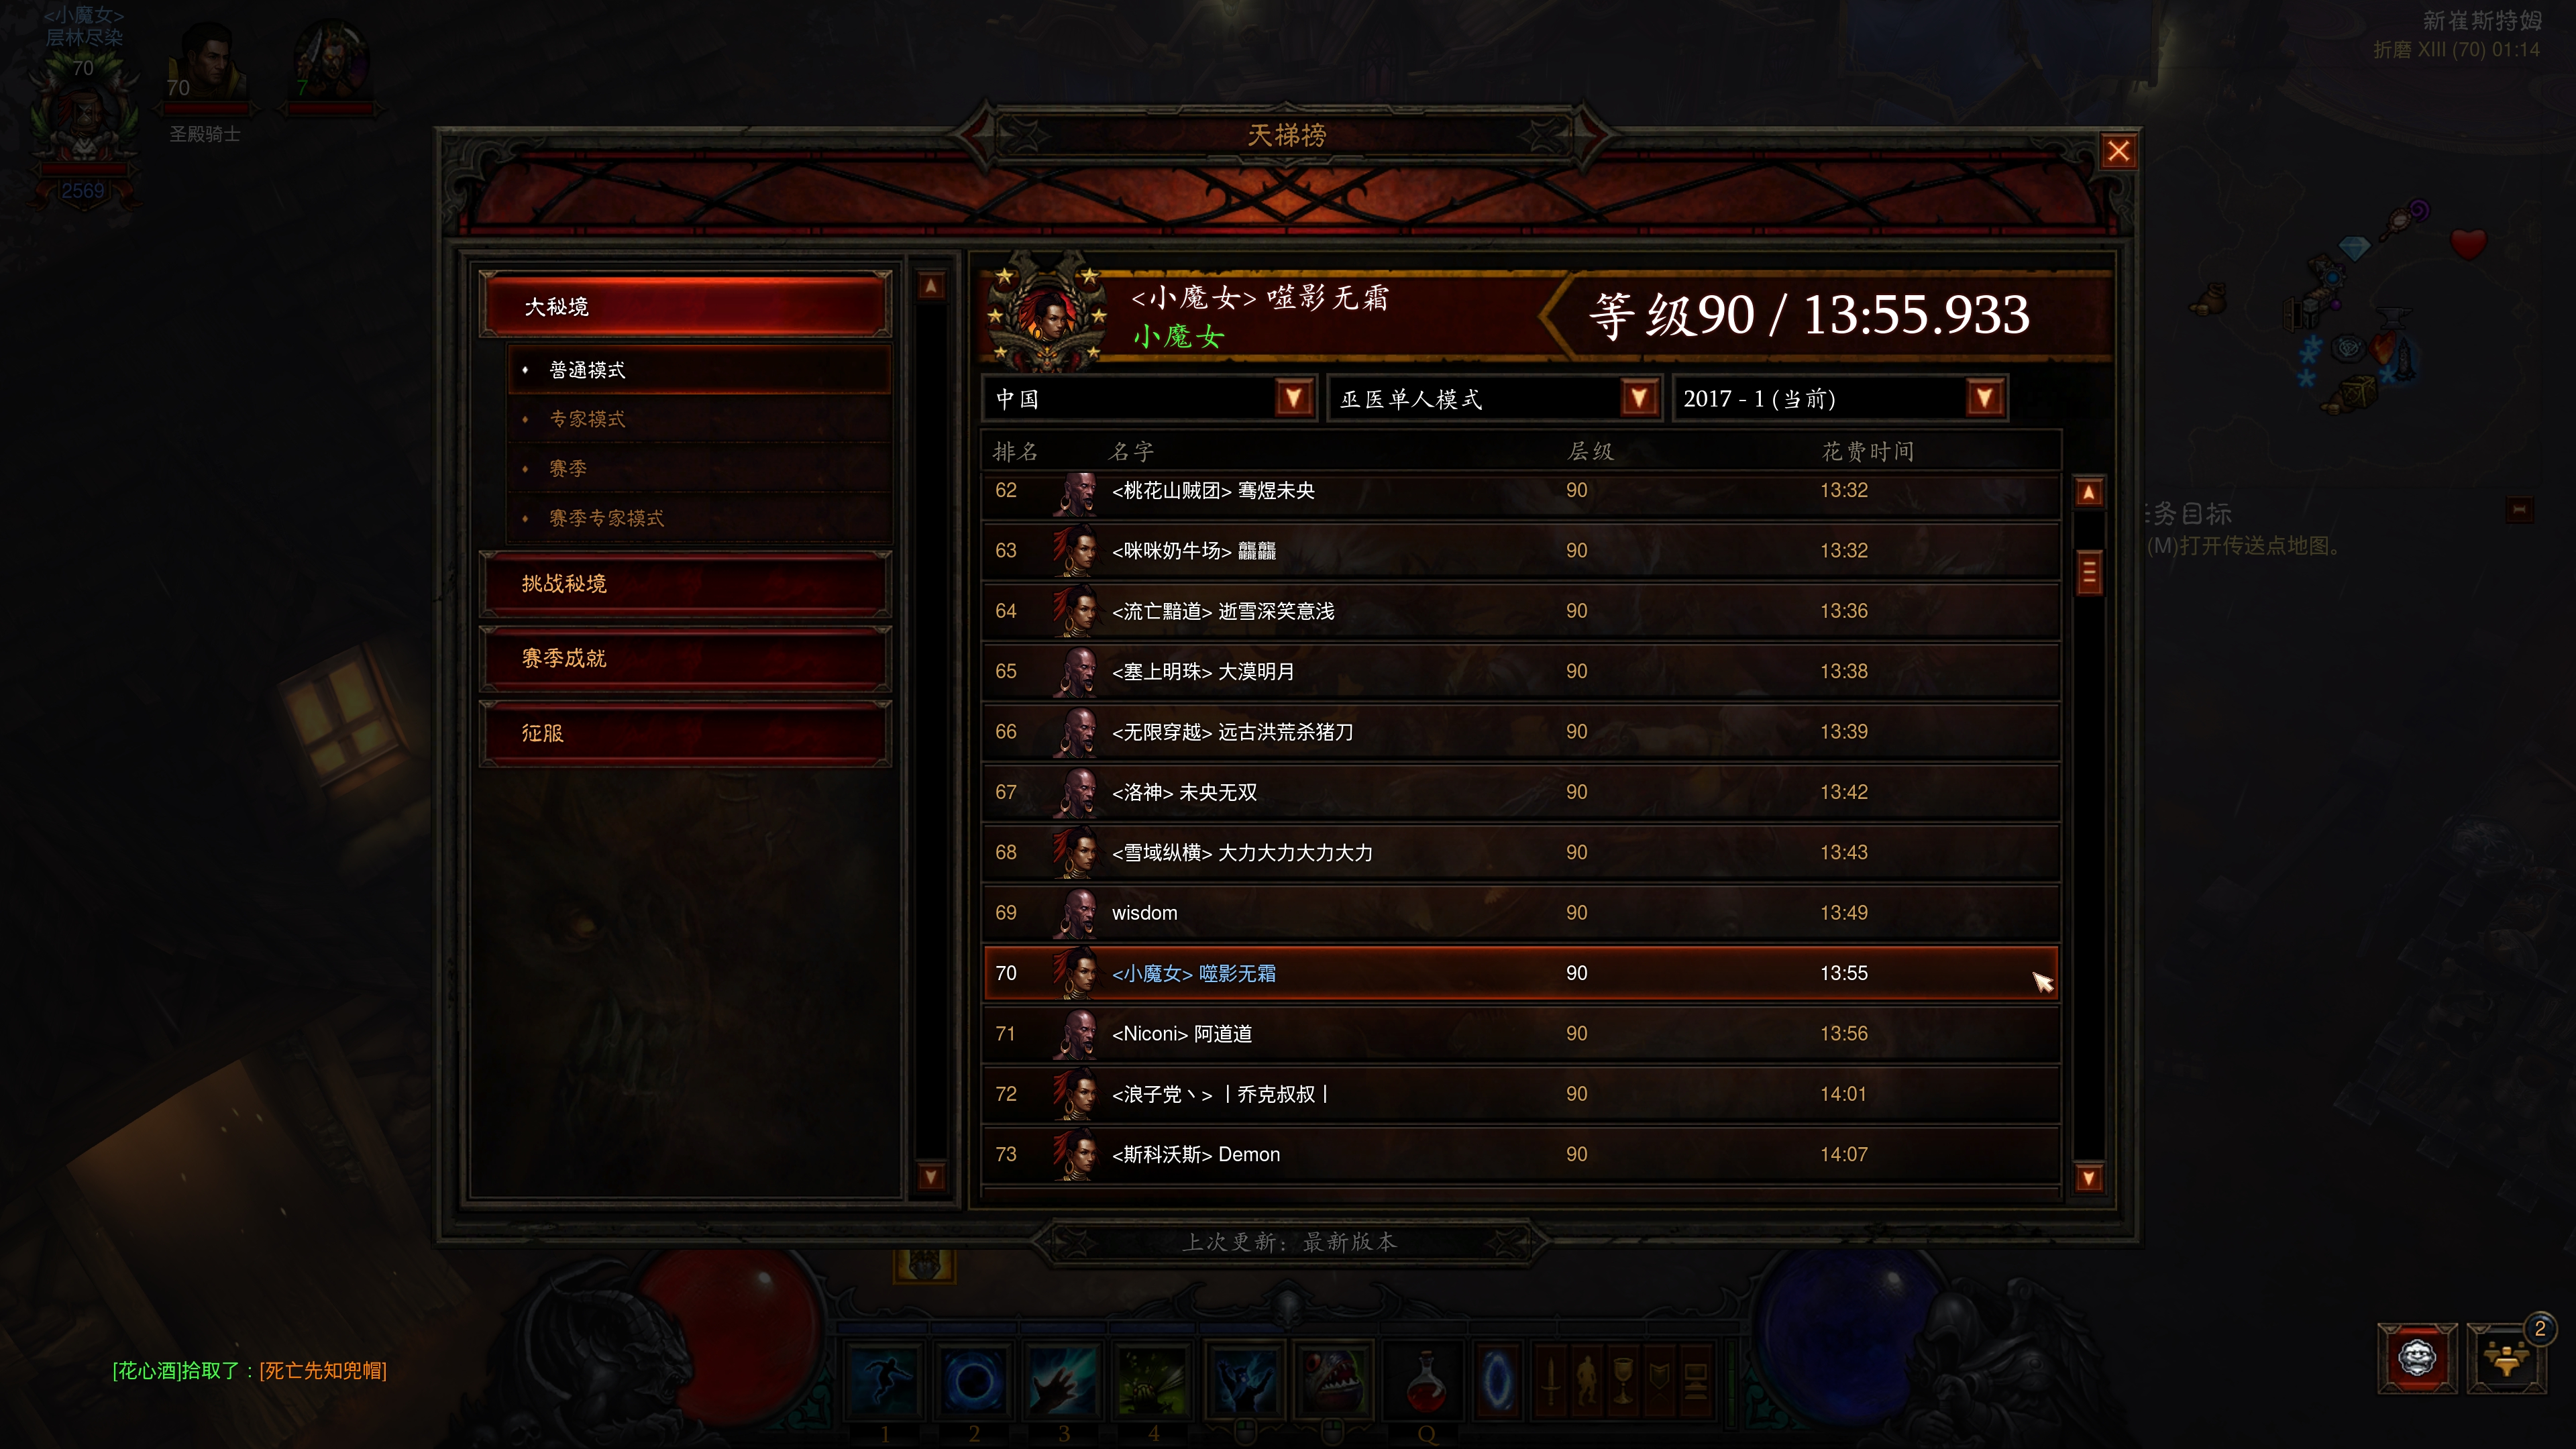 <小魔女>
层林尽染
70
2569
70
圣殿骑士
7
新崔斯特姆
折磨 XIII (70) 01:14
天梯榜
大秘境
普通模式
专家模式
赛季
赛季专家模式
挑战秘境
赛季成就
征服
<小魔女> 噬影无霜
小魔女
等级90 / 13:55.933
中国
巫医单人模式
2017 - 1 (当前)
排名 名字 层级 花费时间
62 <桃花山贼团> 骞煜未央 90 13:32
63 <咪咪奶牛场> 龘龘 90 13:32
64 <流亡黯道> 逝雪深笑意浅 90 13:36
65 <塞上明珠> 大漠明月 90 13:38
66 <无限穿越> 远古洪荒杀猪刀 90 13:39
67 <洛神> 未央无双 90 13:42
68 <雪域纵横> 大力大力大力大力 90 13:43
69 wisdom 90 13:49
70 <小魔女> 噬影无霜 90 13:55
71 <Niconi> 阿道道 90 13:56
72 <浪子党丶> 丨乔克叔叔丨 90 14:01
73 <斯科沃斯> Demon 90 14:07
上次更新：最新版本
务目标
(M)打开传送点地图。
[花心酒]拾取了：[死亡先知兜帽]
1 2 3 4 Q
2